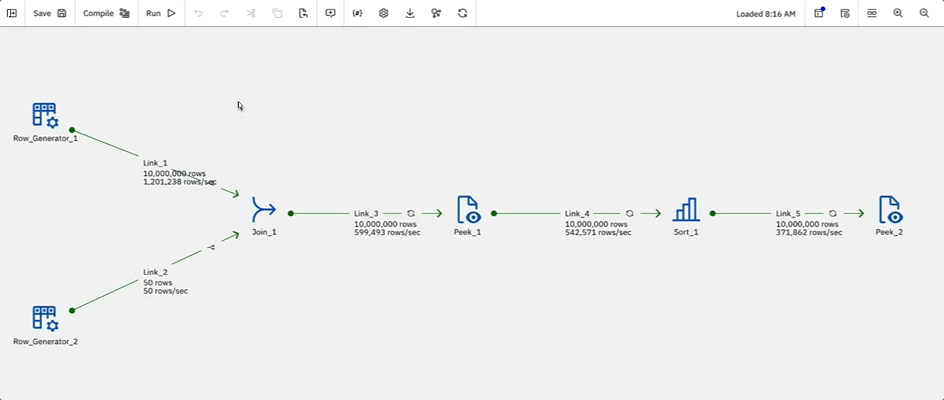 Save
Compile
Run
Loaded 8:16 AM
Row_Generator_1
Link_1
10,000,000 rows
1,201,238 rows/sec
Join_1
Link_3
10,000,000 rows
599,493 rows/sec
Peek_1
Link_4
10,000,000 rows
542,571 rows/sec
Sort_1
Link_5
10,000,000 rows
371,862 rows/sec
Peek_2
Link_2
50 rows
50 rows/sec
Row_Generator_2